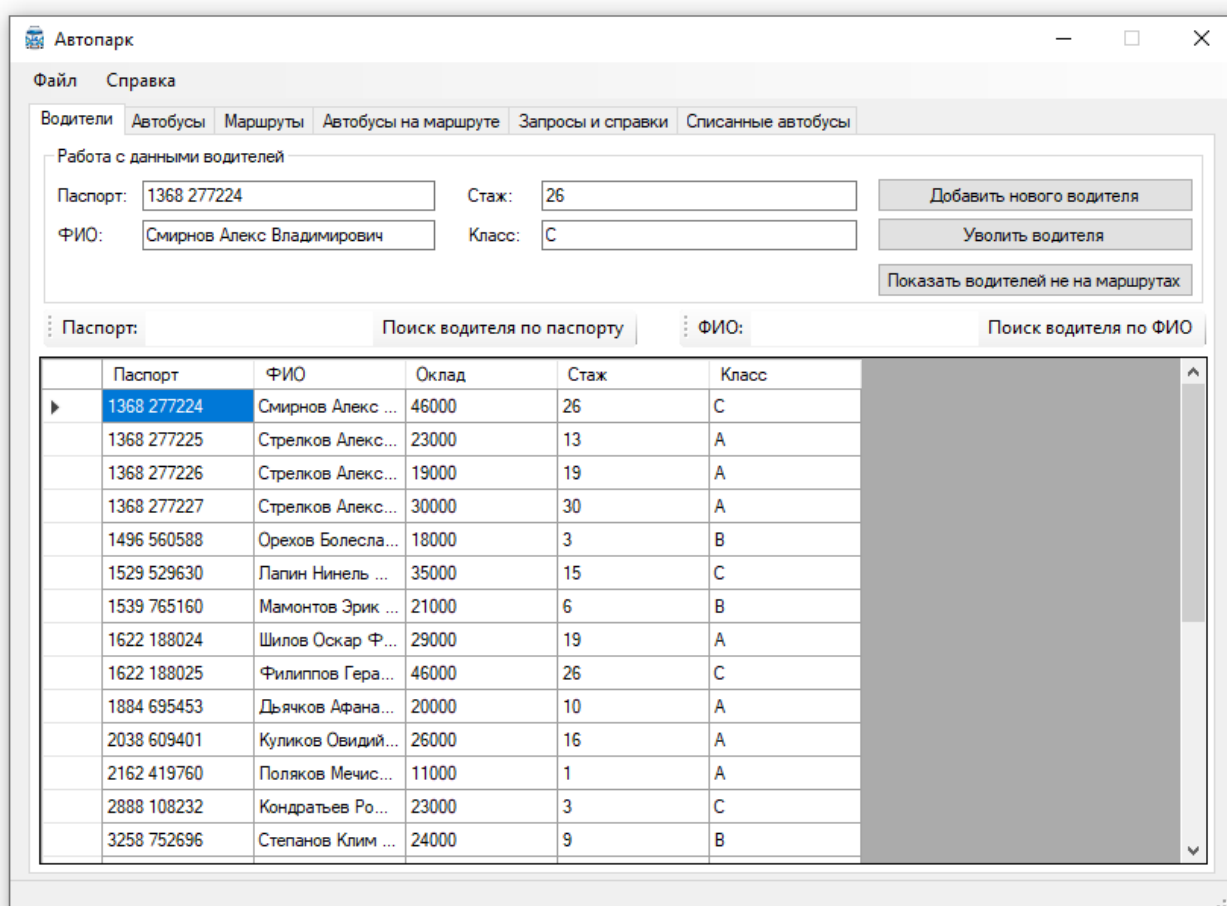 Автопарк
Файл Справка
Водители Автобусы Маршруты Автобусы на маршруте Запросы и справки Списанные автобусы
Работа с данными водителей
Паспорт: 1368 277224 Стаж: 26 Добавить нового водителя
ФИО: Смирнов Алекс Владимирович Класс: C Уволить водителя
Показать водителей не на маршрутах
Паспорт: Поиск водителя по паспорту ФИО: Поиск водителя по ФИО
Паспорт ФИО Оклад Стаж Класс
1368 277224 Смирнов Алекс ... 46000 26 C
1368 277225 Стрелков Алекс... 23000 13 A
1368 277226 Стрелков Алекс... 19000 19 A
1368 277227 Стрелков Алекс... 30000 30 A
1496 560588 Орехов Болесла... 18000 3 B
1529 529630 Лапин Нинель ... 35000 15 C
1539 765160 Мамонтов Эрик ... 21000 6 B
1622 188024 Шилов Оскар Ф... 29000 19 A
1622 188025 Филиппов Гера... 46000 26 C
1884 695453 Дьячков Афана... 20000 10 A
2038 609401 Куликов Овидий... 26000 16 A
2162 419760 Поляков Мечис... 11000 1 A
2888 108232 Кондратьев Ро... 23000 3 C
3258 752696 Степанов Клим ... 24000 9 B